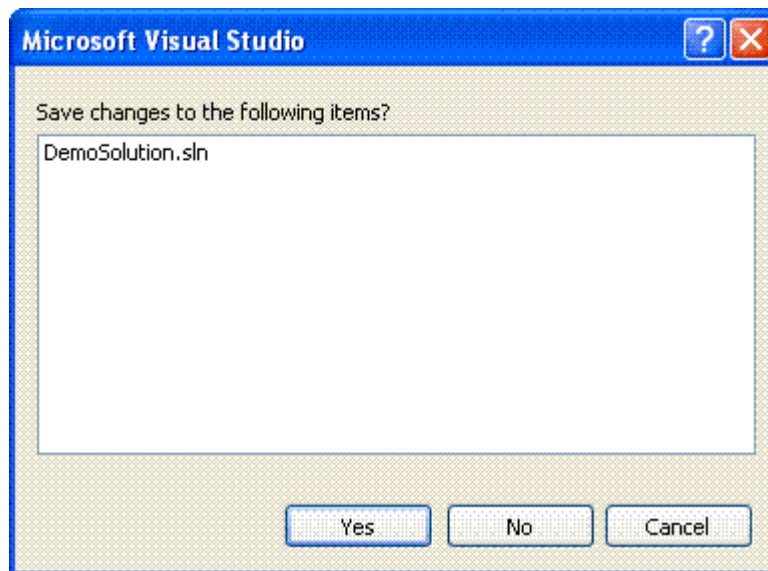 Microsoft Visual Studio
Save changes to the following items?
DemoSolution.sln
Yes No Cancel